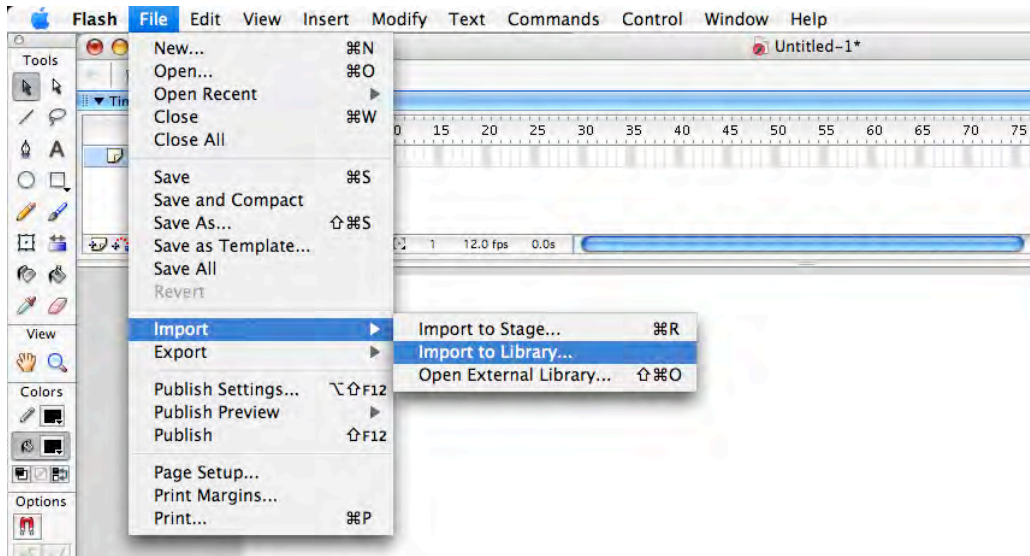 Flash File Edit View Insert Modify Text Commands Control Window Help
Tools
Untitled-1*
New... ⌘N
Open... ⌘O
Open Recent
Close ⌘W
Close All
Save ⌘S
Save and Compact
Save As... ⇧⌘S
Save as Template...
Save All
Revert
Import
Export
Publish Settings... ⌥⇧F12
Publish Preview
Publish ⇧F12
Page Setup...
Print Margins...
Print... ⌘P
Import to Stage... ⌘R
Import to Library...
Open External Library... ⇧⌘O
Tim
0 15 20 25 30 35 40 45 50 55 60 65 70 75
A
1 12.0 fps 0.0s
View
Colors
Options